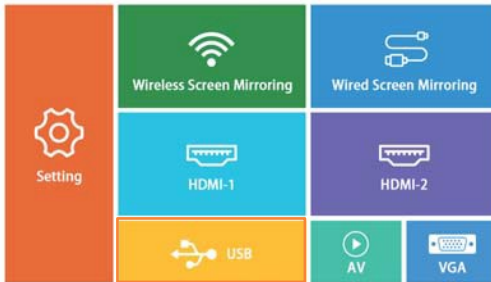 Wireless Screen Mirroring
Wired Screen Mirroring
Setting
HDMI-1
HDMI-2
USB
AV
VGA